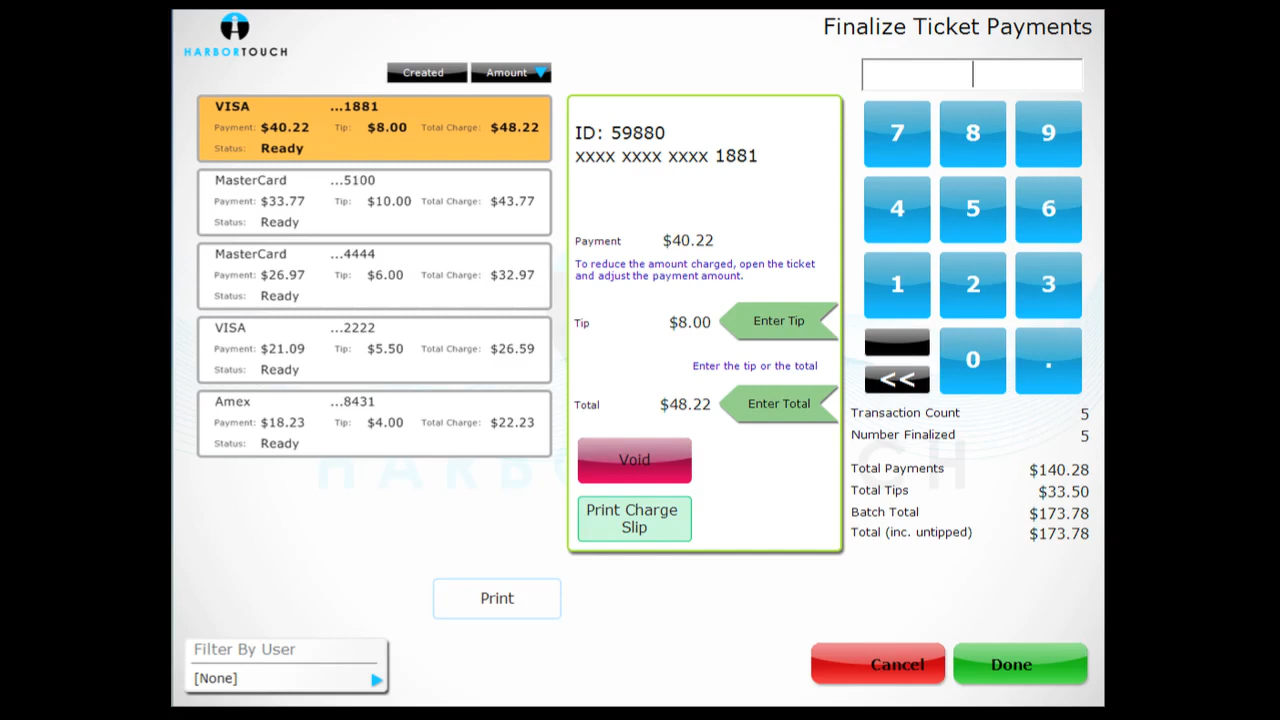 HARBORTOUCH
Finalize Ticket Payments
Created Amount
VISA ...1881
Payment: $40.22 Tip: $8.00 Total Charge: $48.22
Status: Ready
MasterCard ...5100
Payment: $33.77 Tip: $10.00 Total Charge: $43.77
Status: Ready
MasterCard ...4444
Payment: $26.97 Tip: $6.00 Total Charge: $32.97
Status: Ready
VISA ...2222
Payment: $21.09 Tip: $5.50 Total Charge: $26.59
Status: Ready
Amex ...8431
Payment: $18.23 Tip: $4.00 Total Charge: $22.23
Status: Ready
ID: 59880
xxxx xxxx xxxx 1881
Payment $40.22
To reduce the amount charged, open the ticket
and adjust the payment amount.
Tip $8.00 Enter Tip
Enter the tip or the total
Total $48.22 Enter Total
Void
Print Charge
Slip
7 8 9
4 5 6
1 2 3
<< 0 .
Transaction Count 5
Number Finalized 5
Total Payments $140.28
Total Tips $33.50
Batch Total $173.78
Total (inc. untipped) $173.78
Print
Filter By User
[None]
Cancel Done